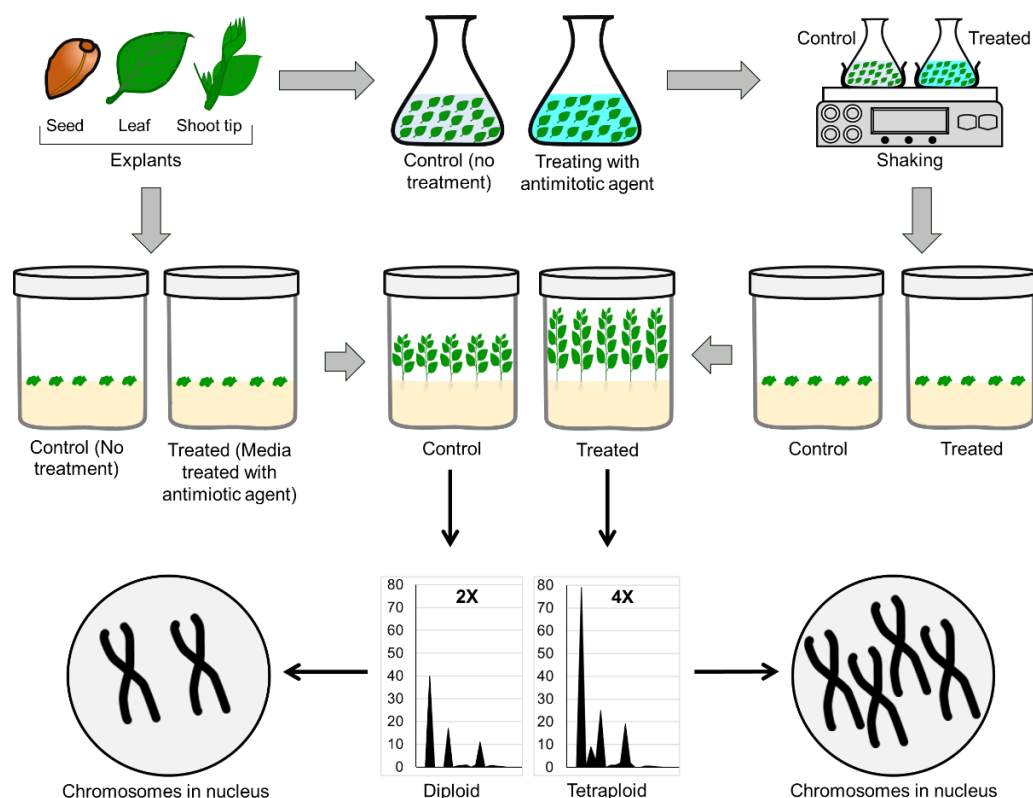 Seed
Leaf
Shoot tip
Explants
Control (no
treatment)
Treating with
antimitotic agent
Control
Treated
Shaking
Control (No
treatment)
Treated (Media
treated with
antimiotic agent)
Control
Treated
Control
Treated
80
70
60
50
40
30
20
10
0
2X
Diploid
80
70
60
50
40
30
20
10
0
4X
Tetraploid
Chromosomes in nucleus
Chromosomes in nucleus